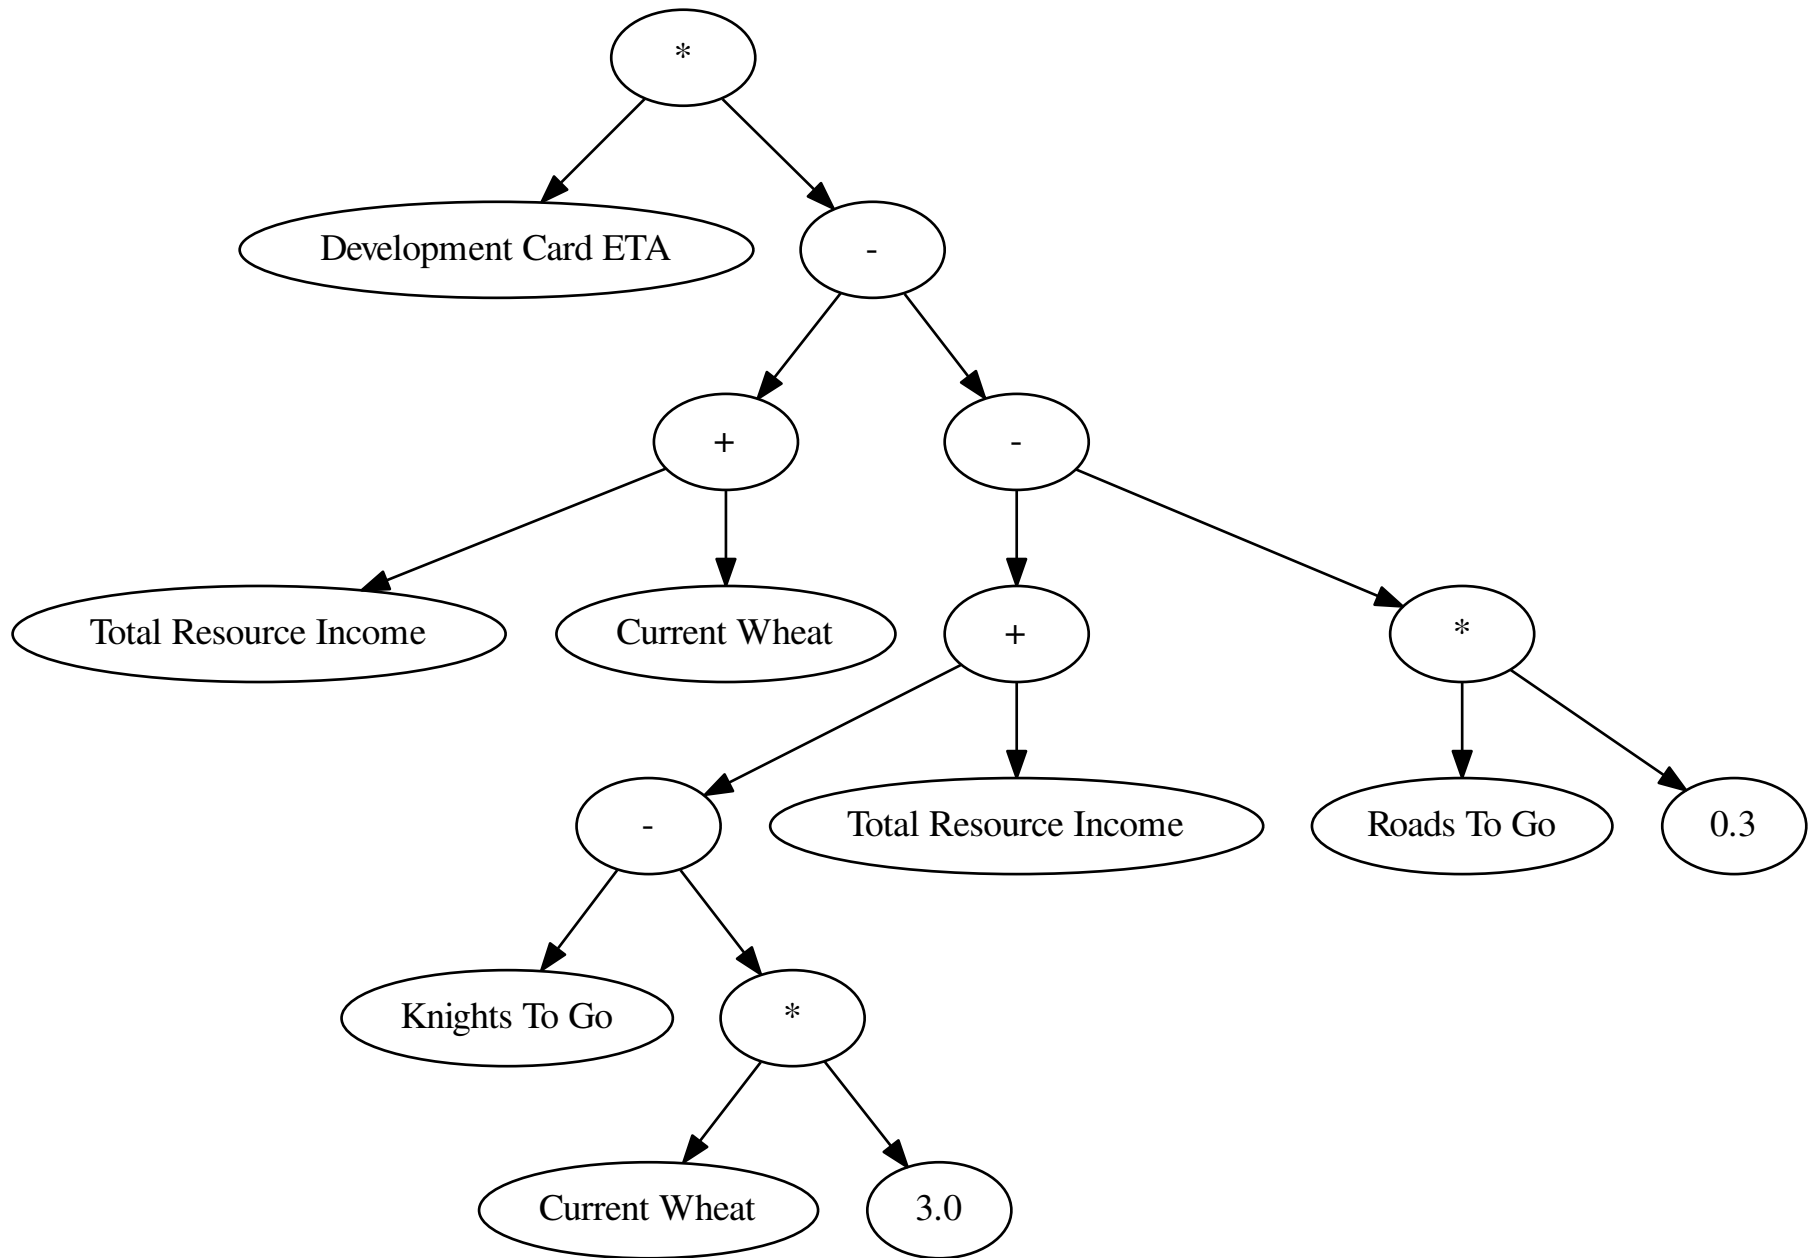 *
Development Card ETA
-
+
-
Total Resource Income
Current Wheat
+
*
-
Total Resource Income
Roads To Go
0.3
Knights To Go
*
Current Wheat
3.0